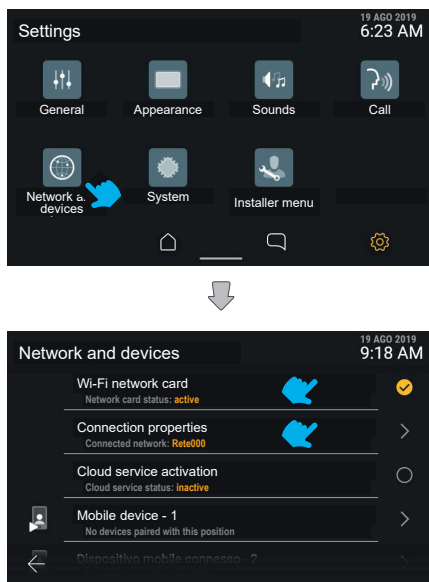 Settings
19 AGO 2019
6:23 AM
General
Appearance
Sounds
Call
Network a
devices
System
Installer menu
Network and devices
19 AGO 2019
9:18 AM
Wi-Fi network card
Network card status: active
Connection properties
Connected network: Rete000
Cloud service activation
Cloud service status: inactive
Mobile device - 1
No devices paired with this position
Dispositivo mobile connesso - 2